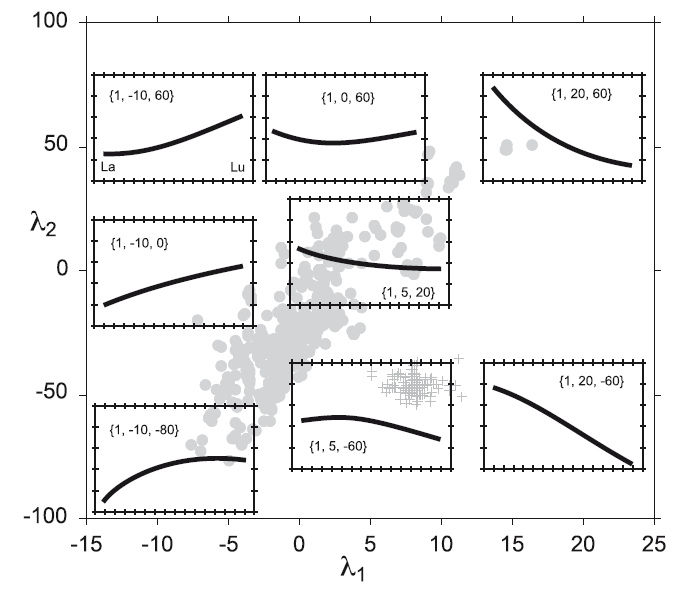 100
{1, -10, 60}
{1, 0, 60}
{1, 20, 60}
50
La
Lu
λ2
{1, -10, 0}
0
{1, 5, 20}
-50
{1, 20, -60}
{1, -10, -80}
{1, 5, -60}
-100
-15
-10
-5
0
5
10
15
20
25
λ1